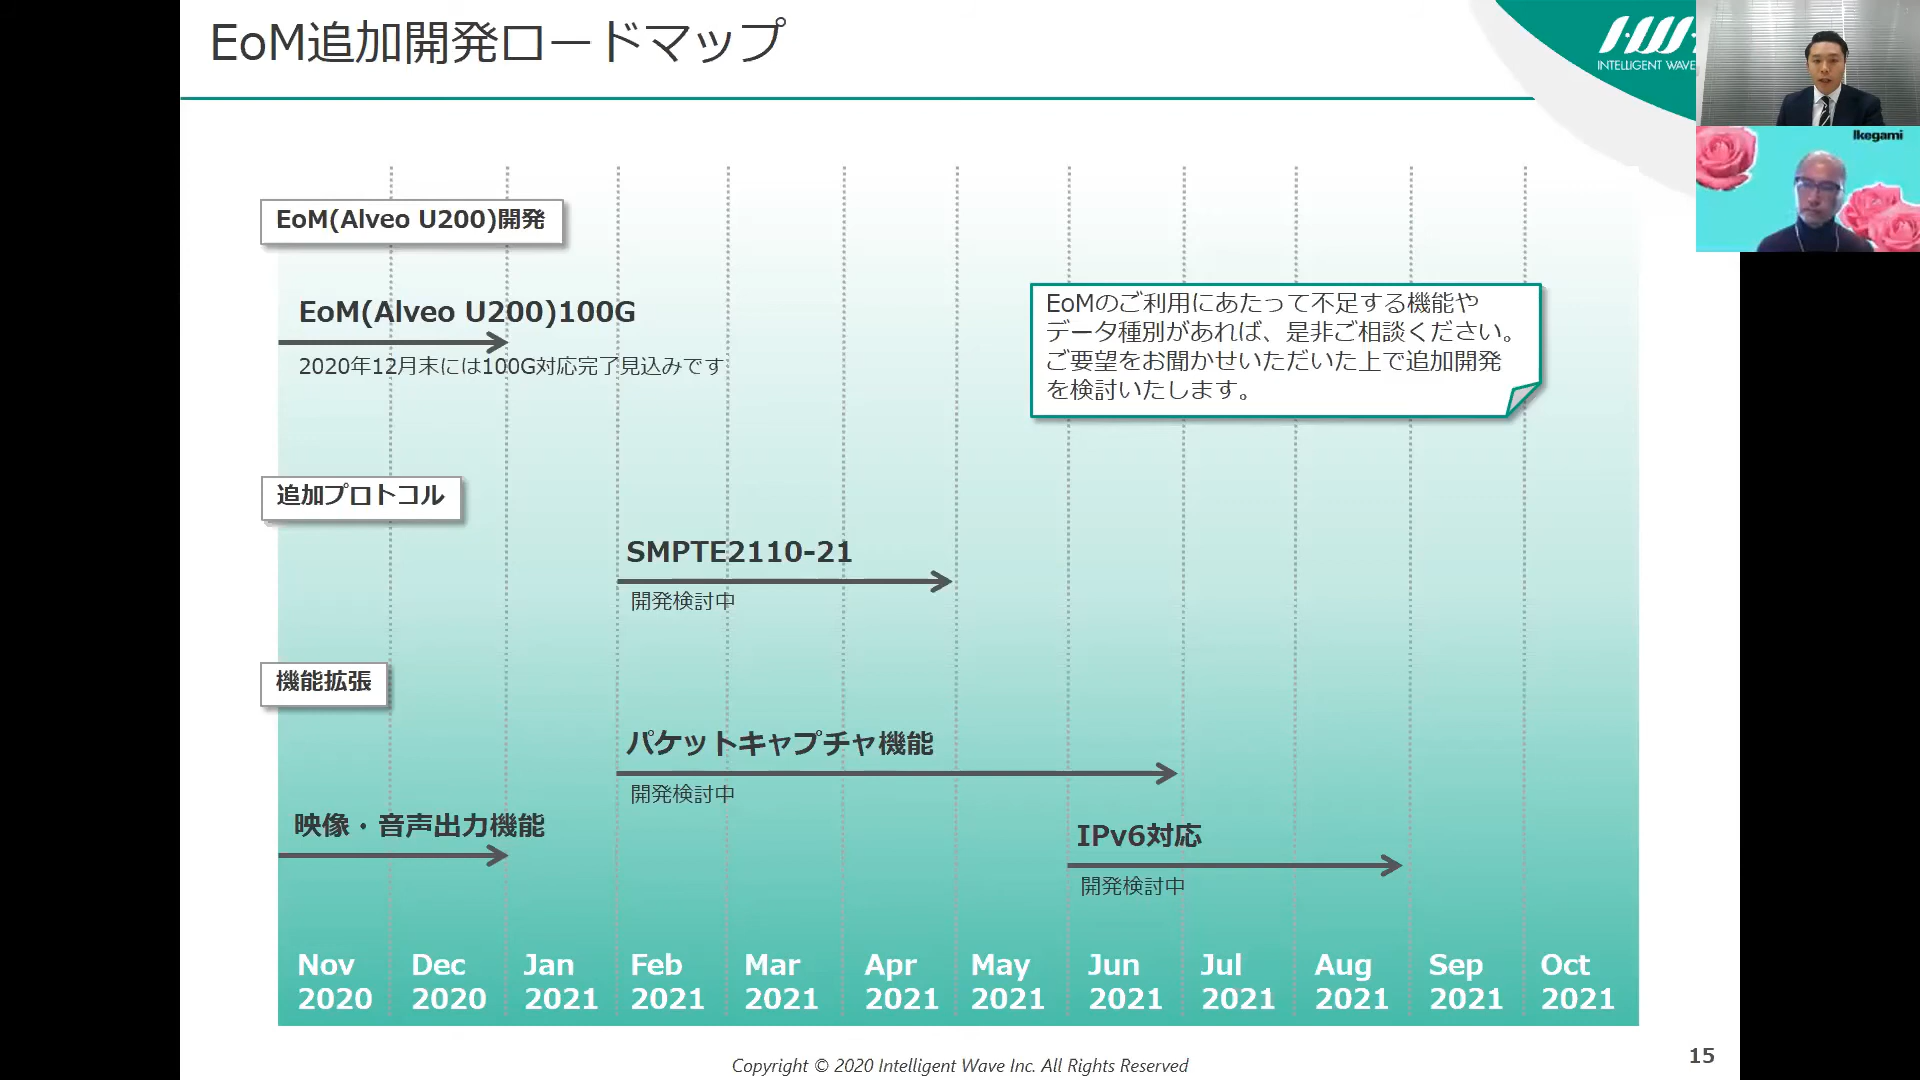 EoM追加開発ロードマップ
INTELLIGENT WAVE
Ikegami
EoM(Alveo U200)開発
EoM(Alveo U200)100G
2020年12月末には100G対応完了見込みです
EoMのご利用にあたって不足する機能や
データ種別があれば、是非ご相談ください。
ご要望をお聞かせいただいた上で追加開発
を検討いたします。
追加プロトコル
SMPTE2110-21
開発検討中
機能拡張
パケットキャプチャ機能
開発検討中
映像・音声出力機能
IPv6対応
開発検討中
Nov 2020
Dec 2020
Jan 2021
Feb 2021
Mar 2021
Apr 2021
May 2021
Jun 2021
Jul 2021
Aug 2021
Sep 2021
Oct 2021
Copyright © 2020 Intelligent Wave Inc. All Rights Reserved
15